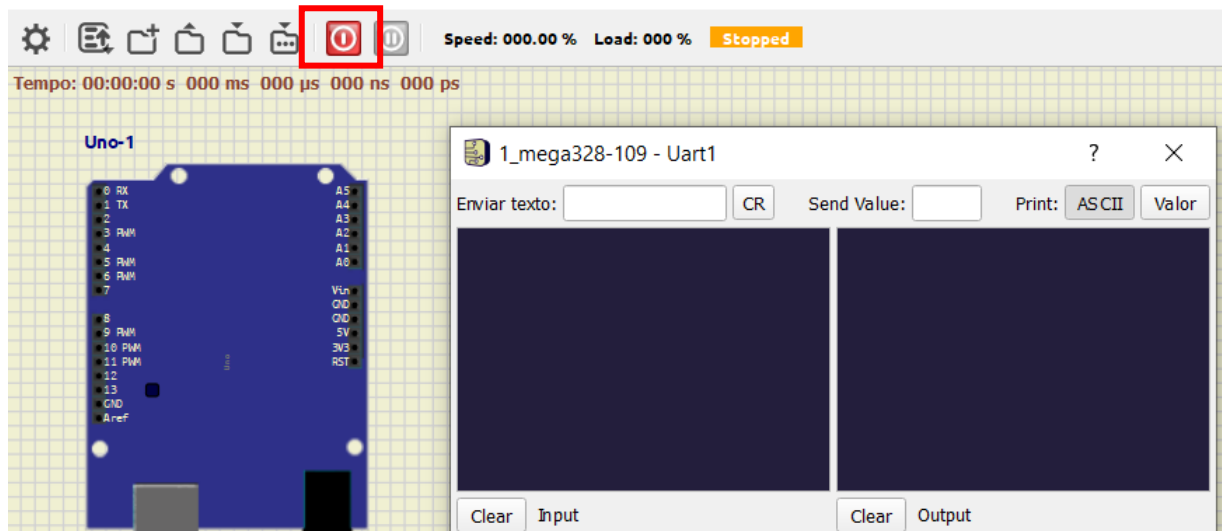 Speed: 000.00 %  Load: 000 %  Stopped
Tempo: 00:00:00 s  000 ms  000 µs  000 ns  000 ps
Uno-1
0 RX
1 TX
2
3 PWM
4
5 PWM
6 PWM
7
8
9 PWM
10 PWM
11 PWM
12
13
GND
Aref
A5
A4
A3
A2
A1
A0
Vin
GND
GND
5V
3V3
RST
Uno
1_mega328-109 - Uart1 ? X
Enviar texto: CR Send Value: Print: ASCII Valor
Clear Input Clear Output